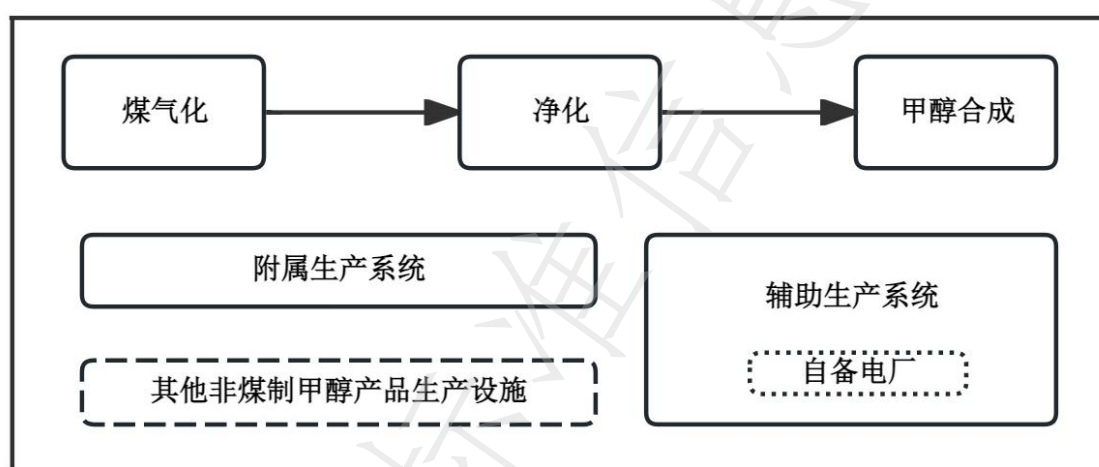 煤气化
净化
甲醇合成
附属生产系统
辅助生产系统
其他非煤制甲醇产品生产设施
自备电厂